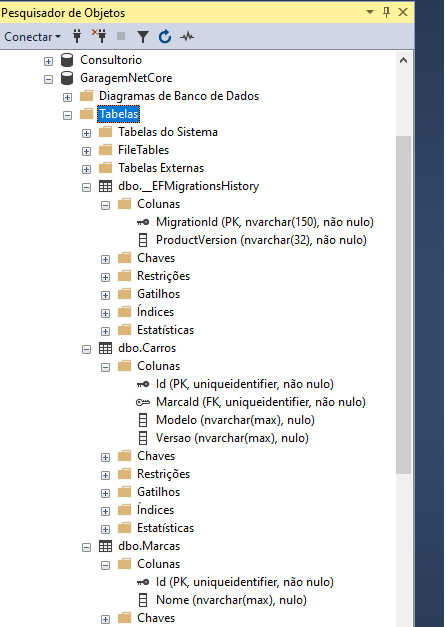 Pesquisador de Objetos
Conectar
Consultorio
GaragemNetCore
Diagramas de Banco de Dados
Tabelas
Tabelas do Sistema
FileTables
Tabelas Externas
dbo.__EFMigrationsHistory
Colunas
MigrationId (PK, nvarchar(150), não nulo)
ProductVersion (nvarchar(32), não nulo)
Chaves
Restrições
Gatilhos
Índices
Estatísticas
dbo.Carros
Colunas
Id (PK, uniqueidentifier, não nulo)
MarcaId (FK, uniqueidentifier, não nulo)
Modelo (nvarchar(max), nulo)
Versao (nvarchar(max), nulo)
Chaves
Restrições
Gatilhos
Índices
Estatísticas
dbo.Marcas
Colunas
Id (PK, uniqueidentifier, não nulo)
Nome (nvarchar(max), nulo)
Chaves